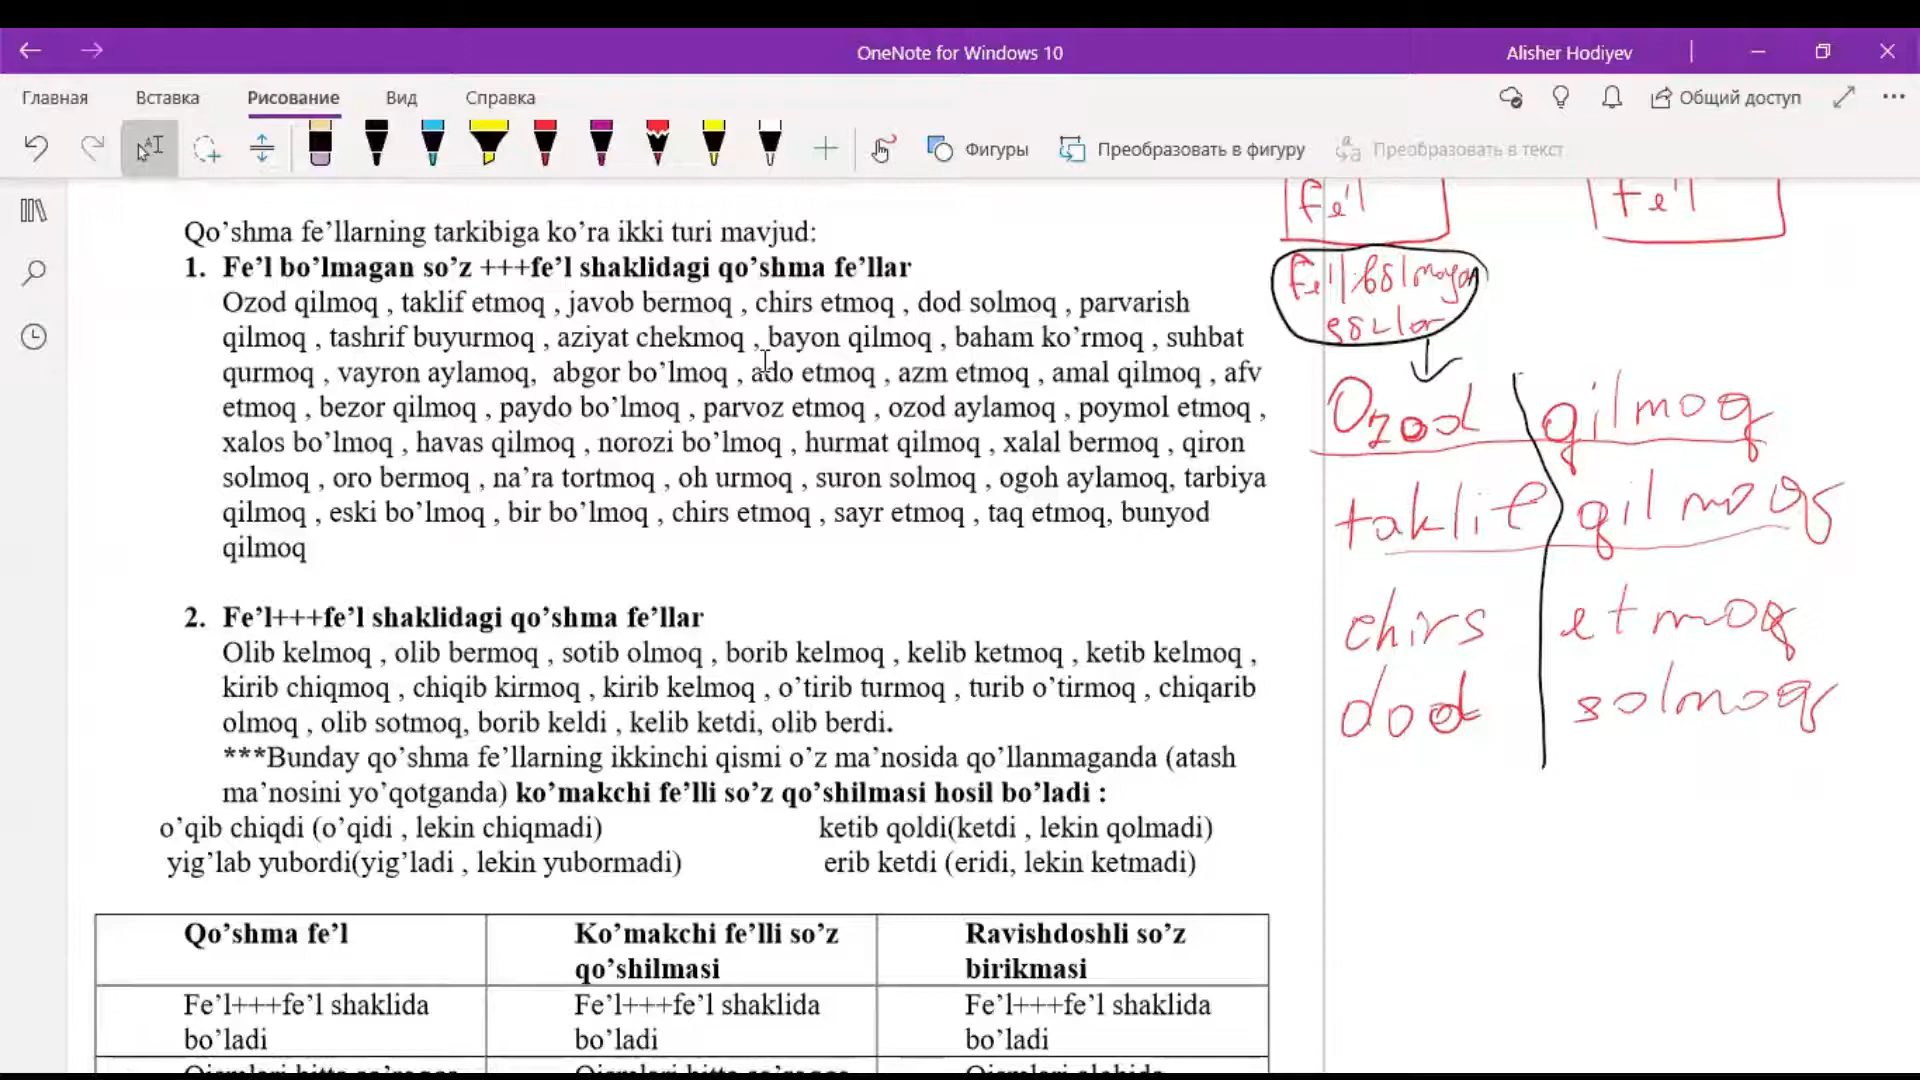 OneNote for Windows 10
Alisher Hodiyev
Главная
Вставка
Рисование
Вид
Справка
Общий доступ
Фигуры
Преобразовать в фигуру
Преобразовать в текст
Qo’shma fe’llarning tarkibiga ko’ra ikki turi mavjud:
1. Fe’l bo’lmagan so’z +++fe’l shaklidagi qo’shma fe’llar
Ozod qilmoq , taklif etmoq , javob bermoq , chirs etmoq , dod solmoq , parvarish
qilmoq , tashrif buyurmoq , aziyat chekmoq , bayon qilmoq , baham ko’rmoq , suhbat
qurmoq , vayron aylamoq, abgor bo’lmoq , ado etmoq , azm etmoq , amal qilmoq , afv
etmoq , bezor qilmoq , paydo bo’lmoq , parvoz etmoq , ozod aylamoq , poymol etmoq ,
xalos bo’lmoq , havas qilmoq , norozi bo’lmoq , hurmat qilmoq , xalal bermoq , qiron
solmoq , oro bermoq , na’ra tortmoq , oh urmoq , suron solmoq , ogoh aylamoq, tarbiya
qilmoq , eski bo’lmoq , bir bo’lmoq , chirs etmoq , sayr etmoq , taq etmoq, bunyod
qilmoq
2. Fe’l+++fe’l shaklidagi qo’shma fe’llar
Olib kelmoq , olib bermoq , sotib olmoq , borib kelmoq , kelib ketmoq , ketib kelmoq ,
kirib chiqmoq , chiqib kirmoq , kirib kelmoq , o’tirib turmoq , turib o’tirmoq , chiqarib
olmoq , olib sotmoq, borib keldi , kelib ketdi, olib berdi.
***Bunday qo’shma fe’llarning ikkinchi qismi o’z ma’nosida qo’llanmaganda (atash
ma’nosini yo’qotganda) ko’makchi fe’lli so’z qo’shilmasi hosil bo’ladi :
o’qib chiqdi (o’qidi , lekin chiqmadi) ketib qoldi(ketdi , lekin qolmadi)
yig’lab yubordi(yig’ladi , lekin yubormadi) erib ketdi (eridi, lekin ketmadi)
Qo’shma fe’l
Ko’makchi fe’lli so’z
qo’shilmasi
Ravishdoshli so’z
birikmasi
Fe’l+++fe’l shaklida
bo’ladi
Fe’l+++fe’l shaklida
bo’ladi
Fe’l+++fe’l shaklida
bo’ladi
fe'l
fe'l
fe'l bo'lmagan
so'zlar
Ozod qilmoq
taklif qilmoq
chirs etmoq
dod solmoq